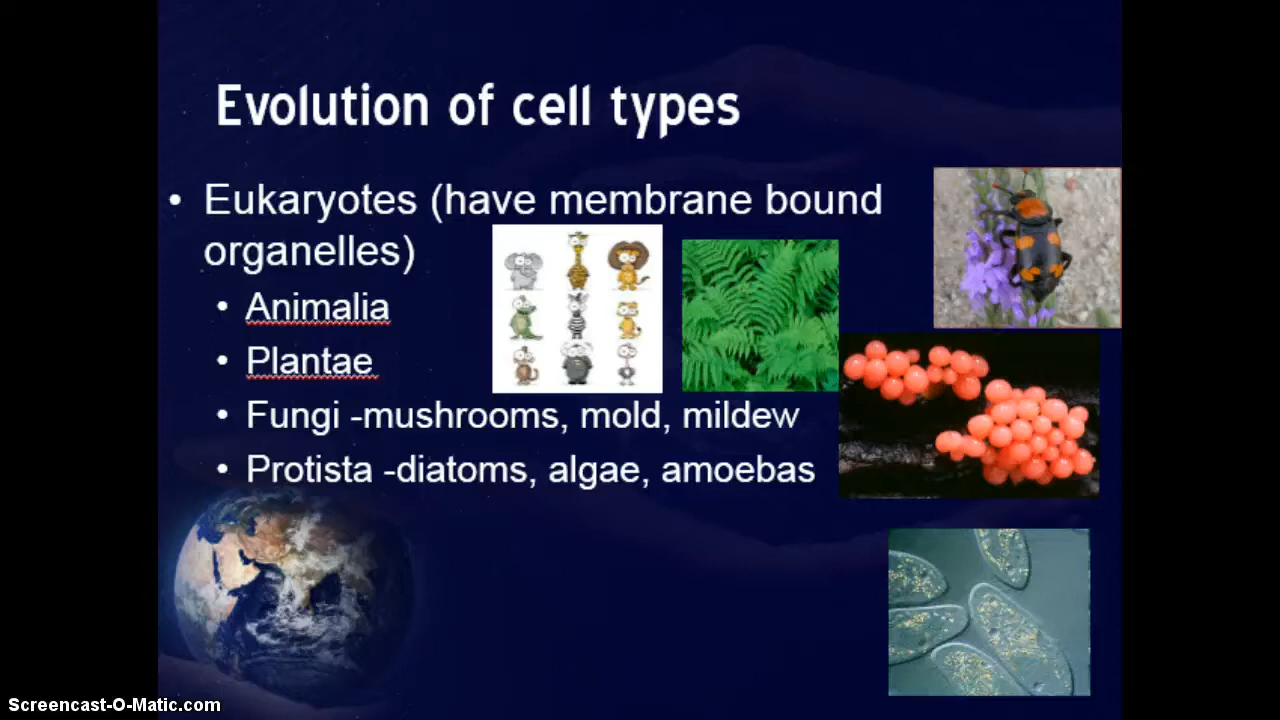 Evolution of cell types
• Eukaryotes (have membrane bound
organelles)
• Animalia
• Plantae
• Fungi -mushrooms, mold, mildew
• Protista -diatoms, algae, amoebas
Screencast-O-Matic.com